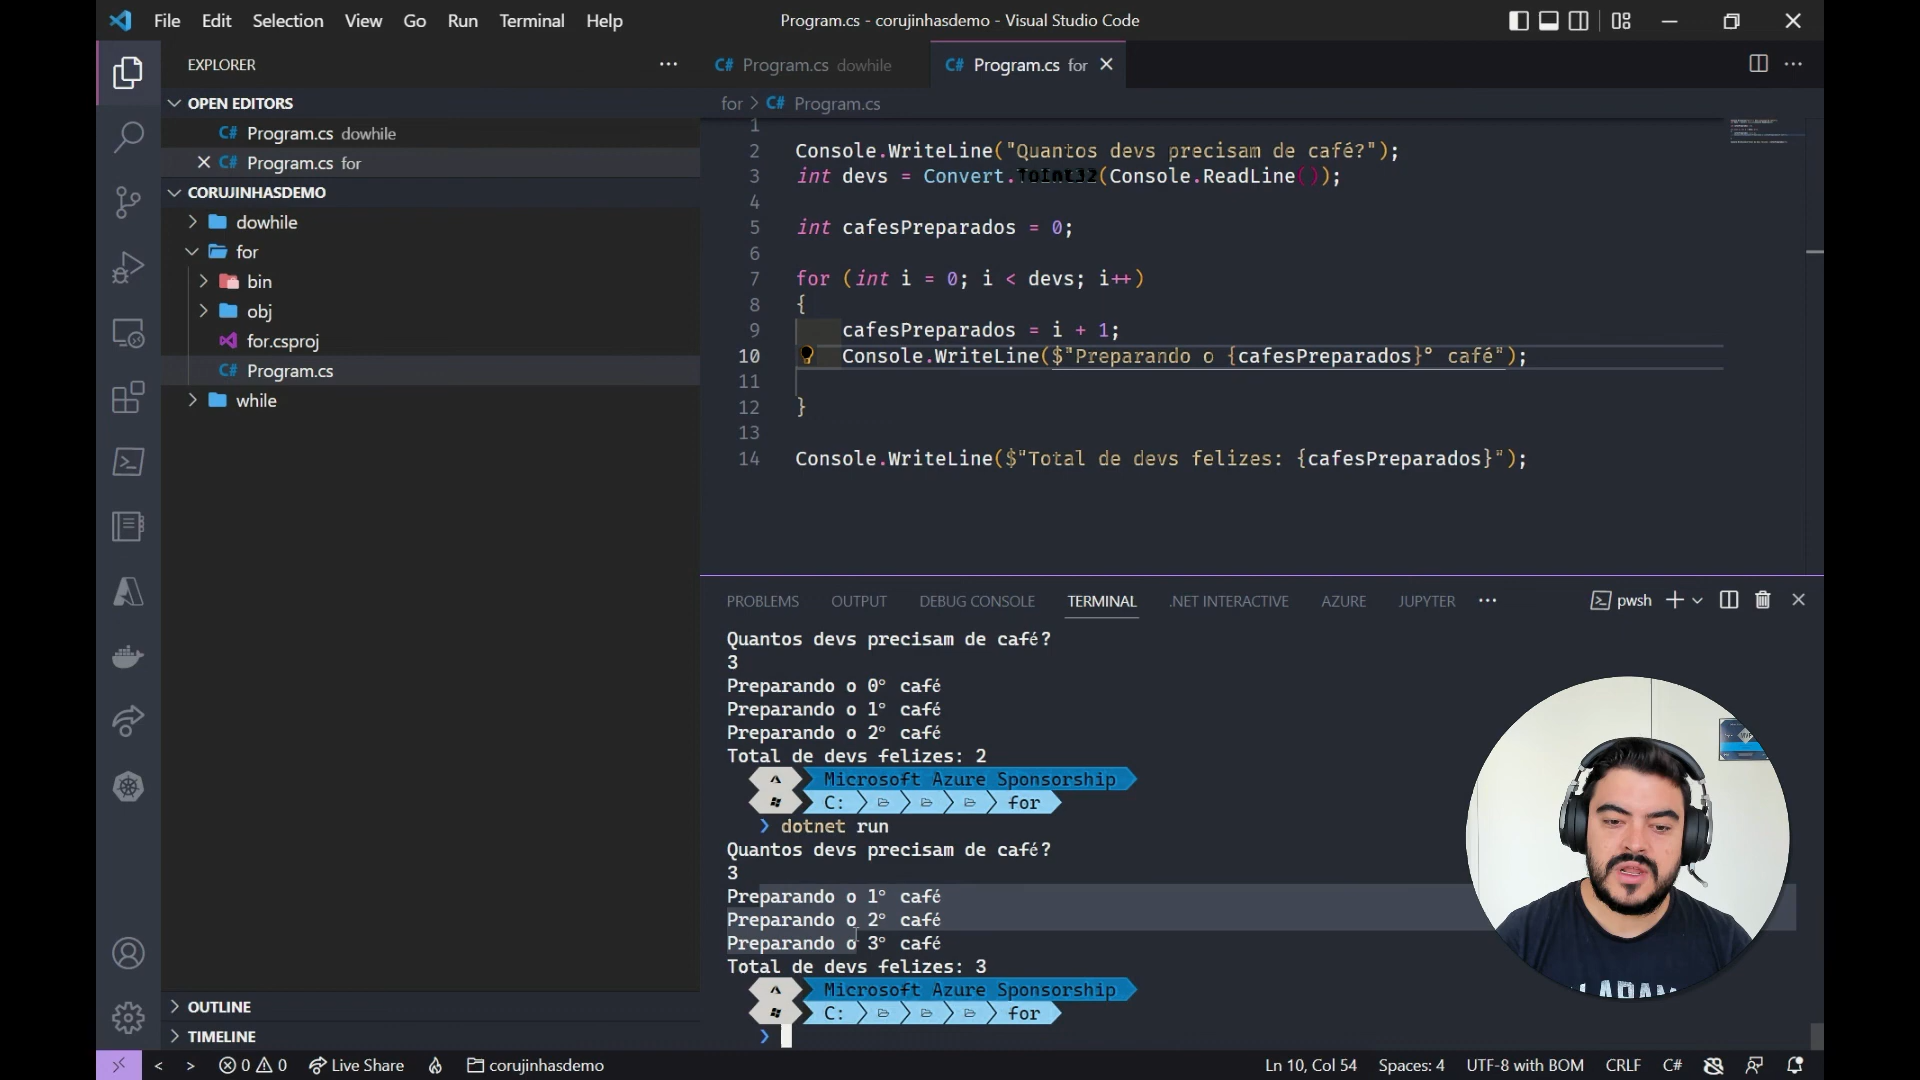 File Edit Selection View Go Run Terminal Help
Program.cs - corujinhasdemo - Visual Studio Code
EXPLORER
OPEN EDITORS
C# Program.cs dowhile
C# Program.cs for
CORUJINHASDEMO
dowhile
for
bin
obj
for.csproj
C# Program.cs
while
OUTLINE
TIMELINE
C# Program.cs dowhile
C# Program.cs for
for > C# Program.cs
1
2 Console.WriteLine("Quantos devs precisam de café?");
3 int devs = Convert.ToInt32(Console.ReadLine());
4
5 int cafesPreparados = 0;
6
7 for (int i = 0; i < devs; i++)
8 {
9 cafesPreparados = i + 1;
10 Console.WriteLine($"Preparando o {cafesPreparados}° café");
11
12 }
13
14 Console.WriteLine($"Total de devs felizes: {cafesPreparados}");
PROBLEMS OUTPUT DEBUG CONSOLE TERMINAL .NET INTERACTIVE AZURE JUPYTER
pwsh
Quantos devs precisam de café?
3
Preparando o 0° café
Preparando o 1° café
Preparando o 2° café
Total de devs felizes: 2
Microsoft Azure Sponsorship
C: for
> dotnet run
Quantos devs precisam de café?
3
Preparando o 1° café
Preparando o 2° café
Preparando o 3° café
Total de devs felizes: 3
Microsoft Azure Sponsorship
C: for
>
< > 0 0 Live Share corujinhasdemo
Ln 10, Col 54 Spaces: 4 UTF-8 with BOM CRLF C#